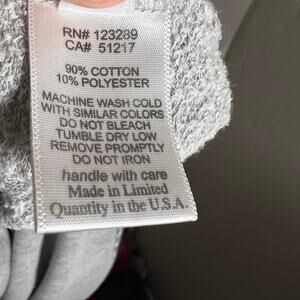 RN# 123289
CA# 51217
90% COTTON
10% POLYESTER
MACHINE WASH COLD
WITH SIMILAR COLORS
DO NOT BLEACH
TUMBLE DRY LOW
REMOVE PROMPTLY
DO NOT IRON
handle with care
Made in Limited
Quantity in the U.S.A.